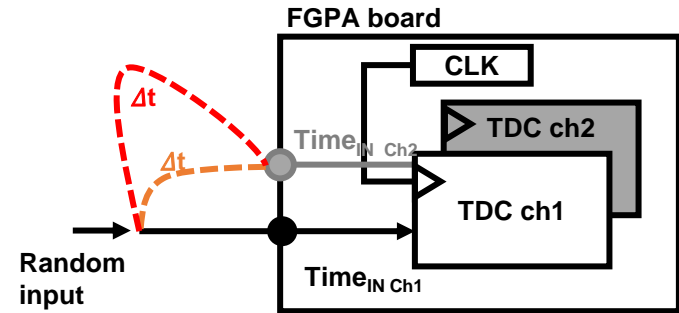 FGPA board
CLK
Δt
Time_IN Ch2
TDC ch2
Δt
TDC ch1
Random
input
Time_IN Ch1